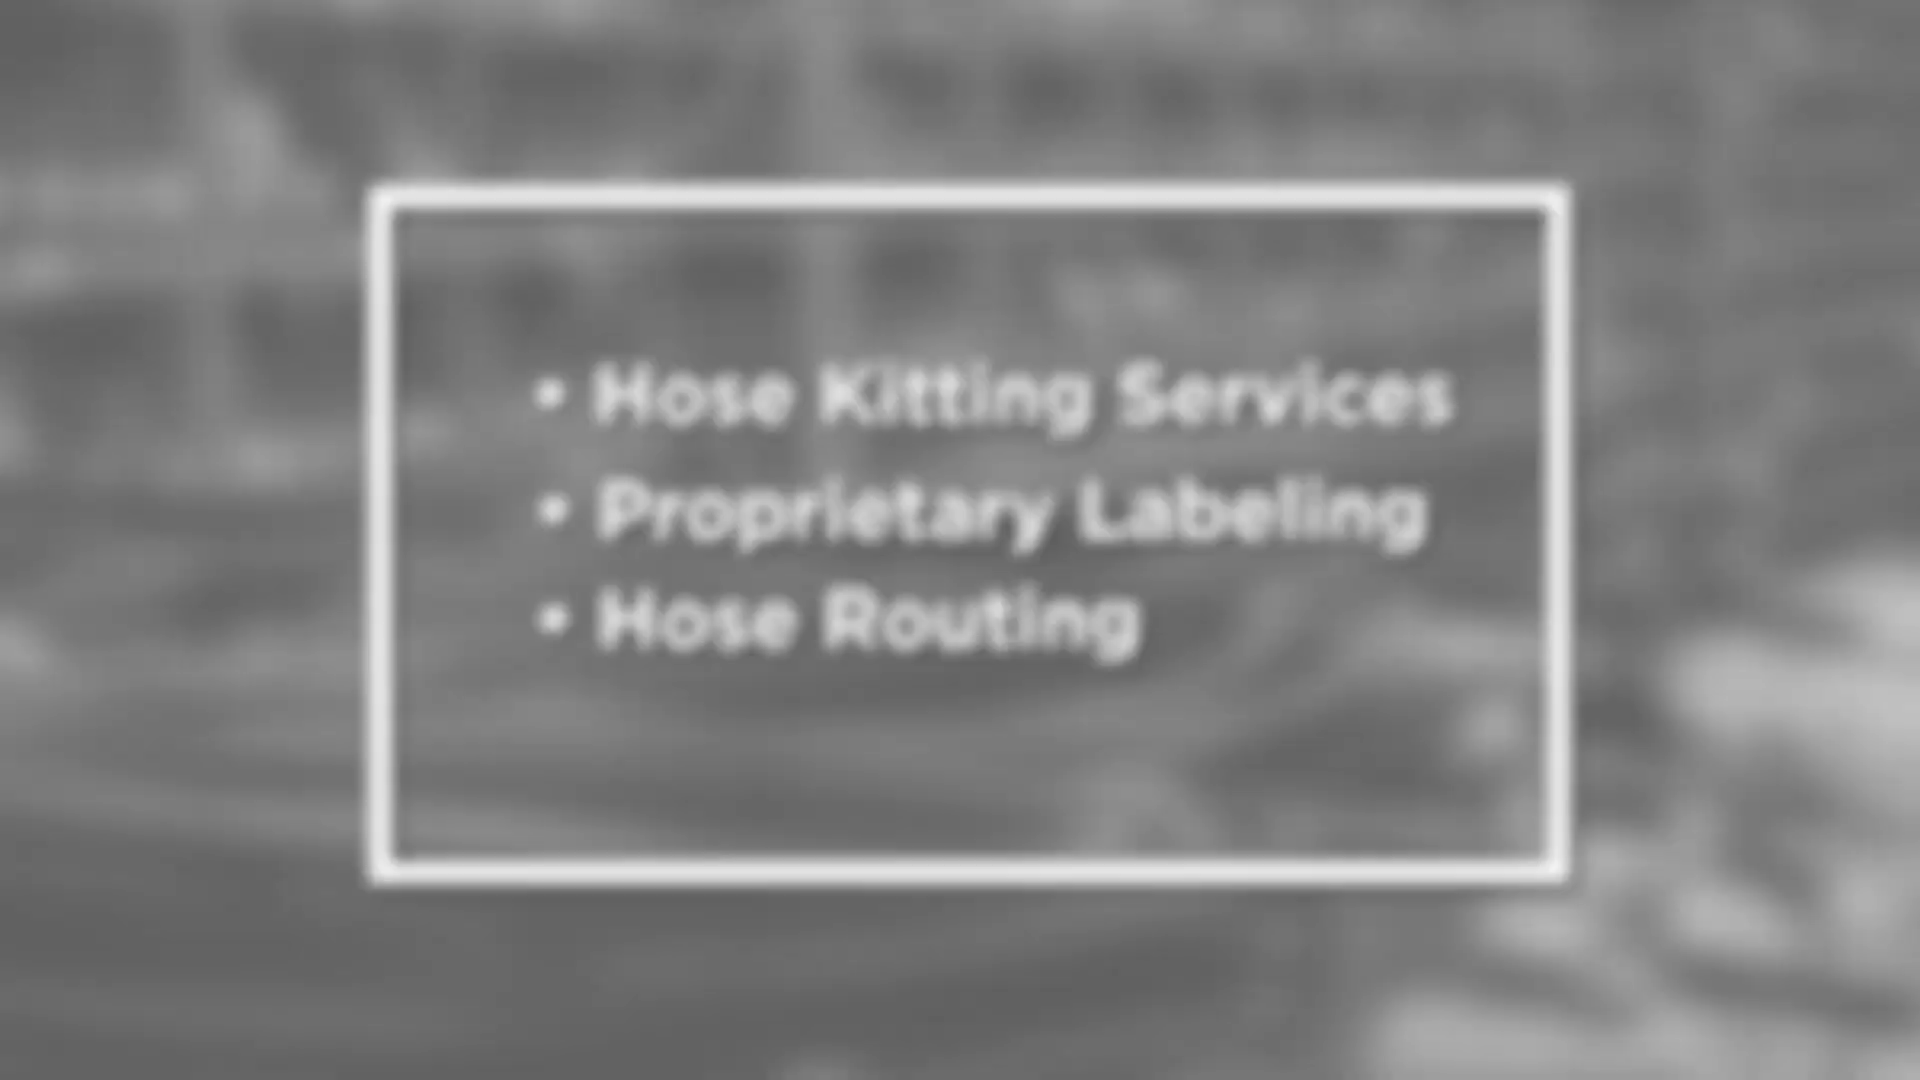 • Hose Kitting Services
• Proprietary Labeling
• Hose Routing